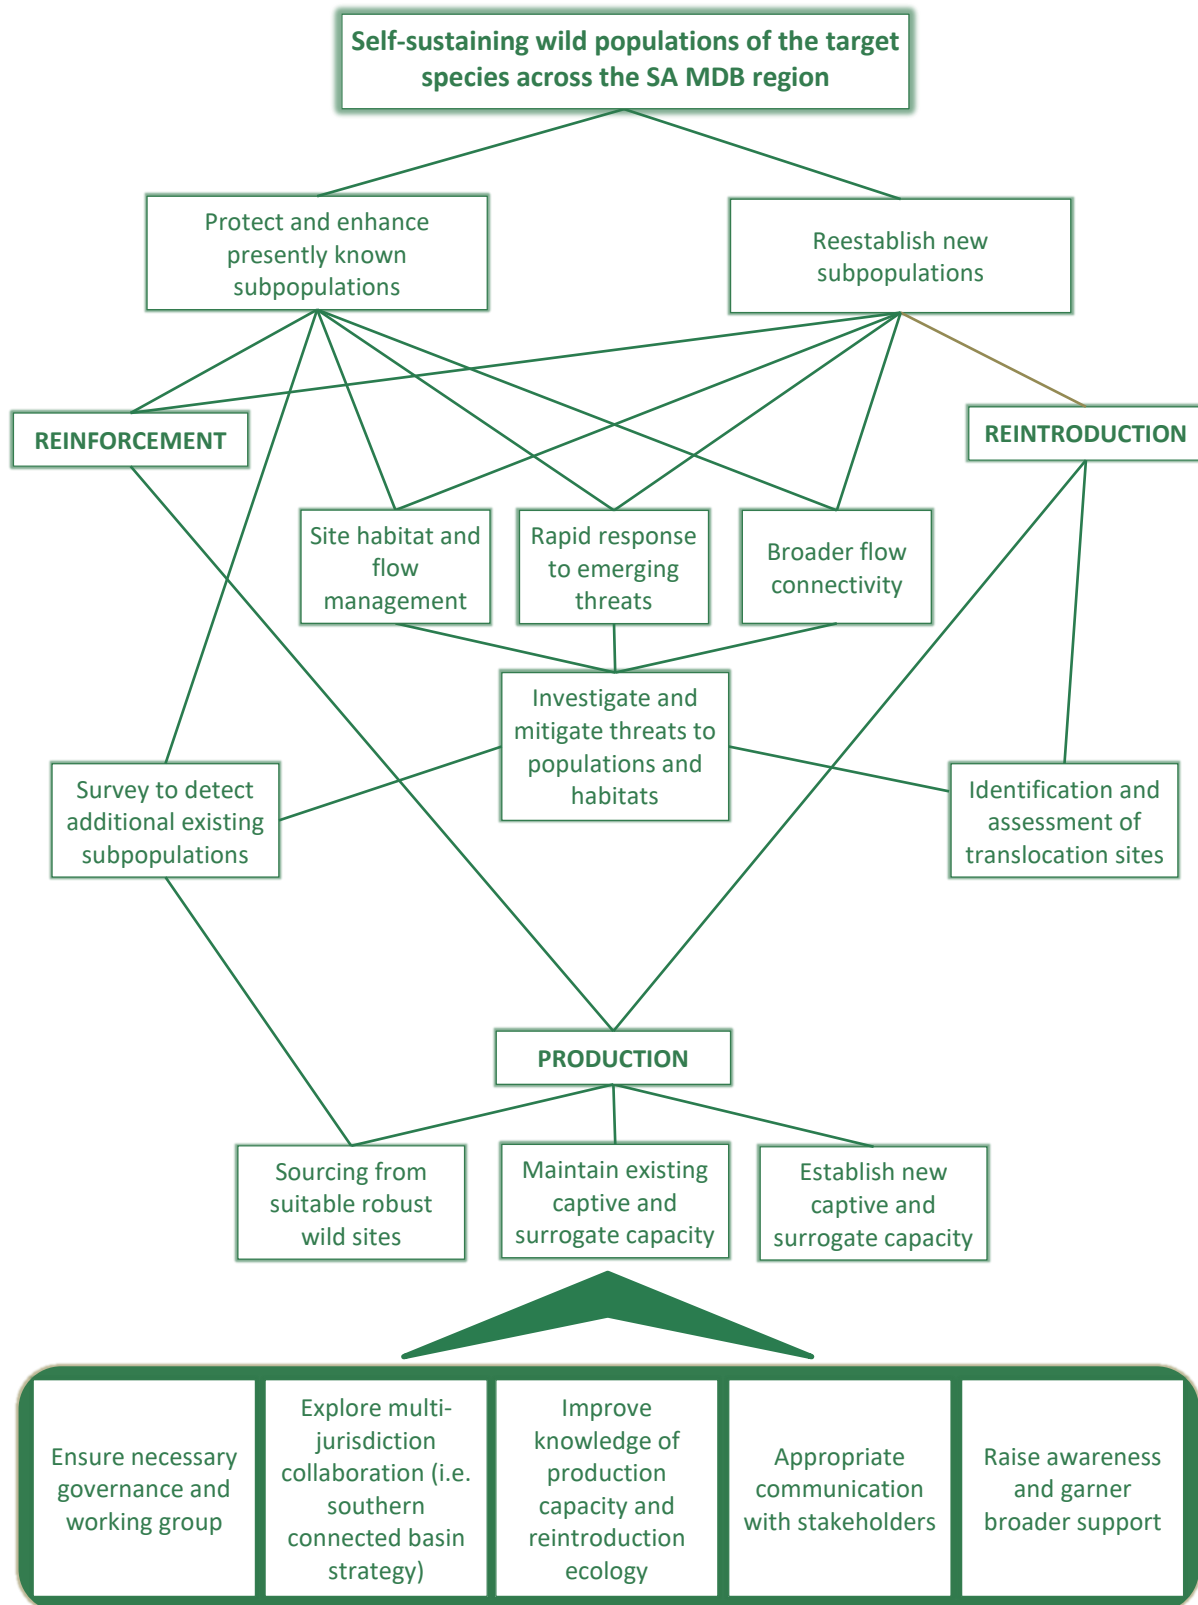 Self-sustaining wild populations of the target
species across the SA MDB region
Protect and enhance
presently known
subpopulations
Reestablish new
subpopulations
REINFORCEMENT
REINTRODUCTION
Site habitat and
flow
management
Rapid response
to emerging
threats
Broader flow
connectivity
Investigate and
mitigate threats to
populations and
habitats
Survey to detect
additional existing
subpopulations
Identification and
assessment of
translocation sites
PRODUCTION
Sourcing from
suitable robust
wild sites
Maintain existing
captive and
surrogate capacity
Establish new
captive and
surrogate capacity
Ensure necessary
governance and
working group
Explore multi-
jurisdiction
collaboration (i.e.
southern
connected basin
strategy)
Improve
knowledge of
production
capacity and
reintroduction
ecology
Appropriate
communication
with stakeholders
Raise awareness
and garner
broader support